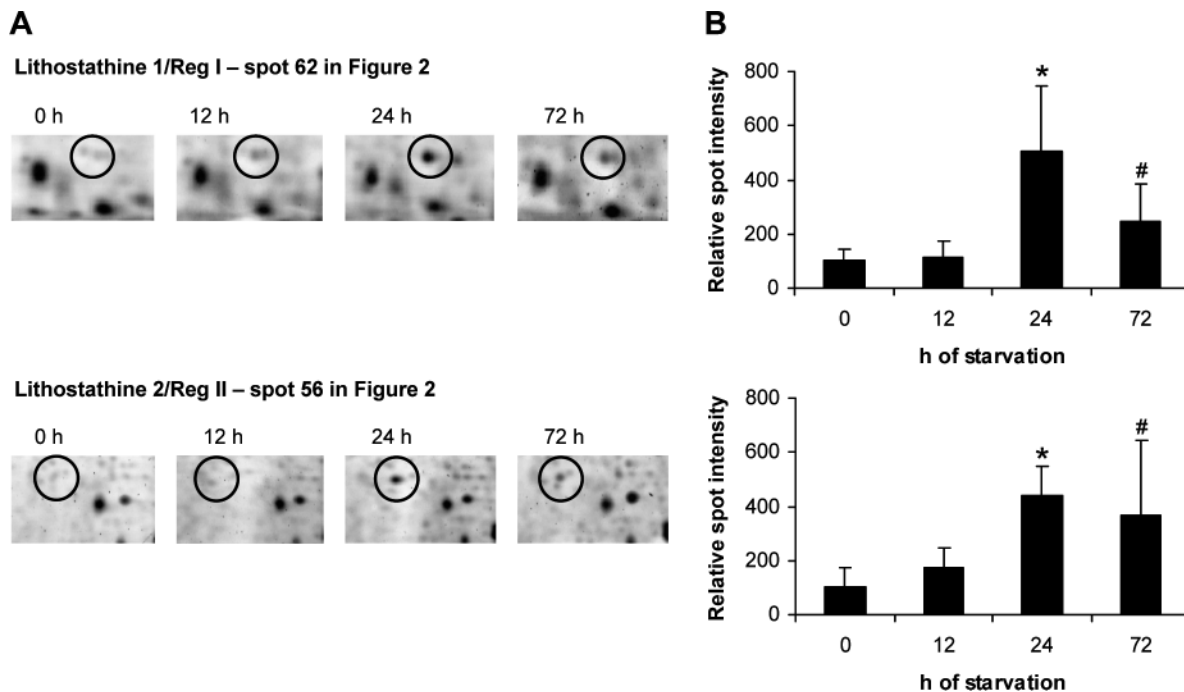 A
Lithostathine 1/Reg I – spot 62 in Figure 2
0 h 12 h 24 h 72 h
Lithostathine 2/Reg II – spot 56 in Figure 2
0 h 12 h 24 h 72 h
B
Relative spot intensity
800
600
400
200
0
*
#
0 12 24 72
h of starvation
Relative spot intensity
800
600
400
200
0
*
#
0 12 24 72
h of starvation